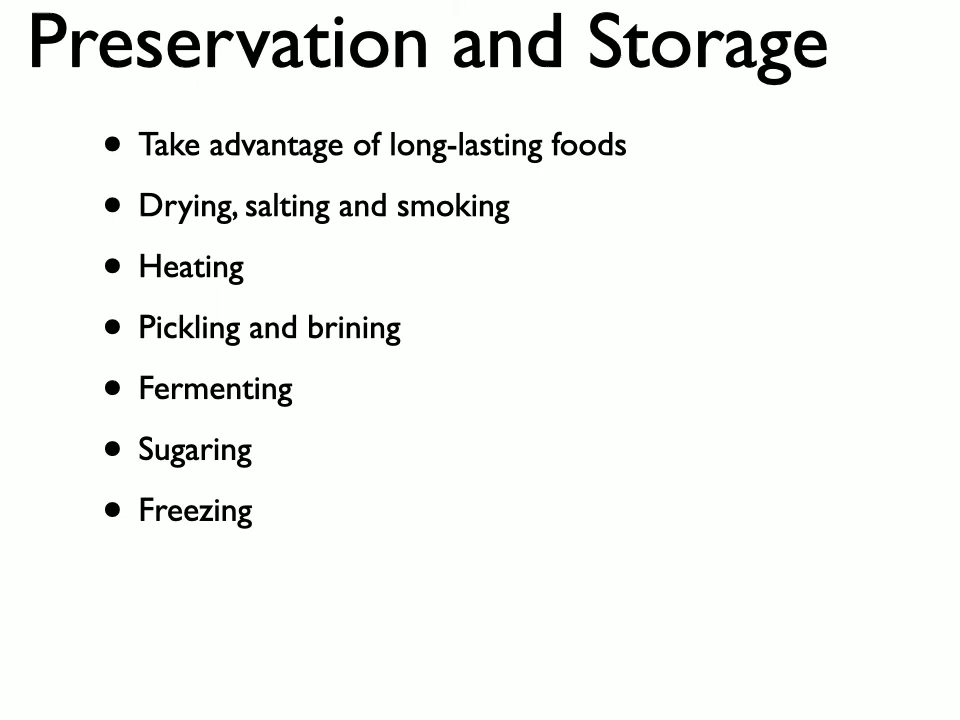 Preservation and Storage
• Take advantage of long-lasting foods
• Drying, salting and smoking
• Heating
• Pickling and brining
• Fermenting
• Sugaring
• Freezing